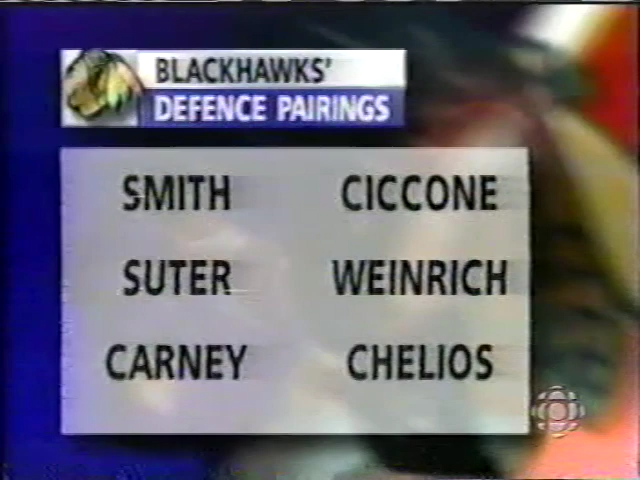 BLACKHAWKS'
DEFENCE PAIRINGS
SMITH CICCONE
SUTER WEINRICH
CARNEY CHELIOS